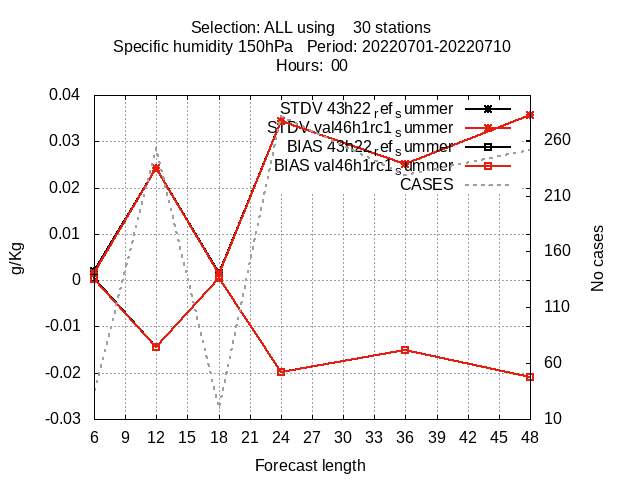 Selection: ALL using    30 stations
Specific humidity 150hPa   Period: 20220701-20220710
Hours:  00
0.04
0.03
0.02
0.01
0
-0.01
-0.02
-0.03
g/Kg
STDV 43h22_ref_summer
STDV val46h1rc1_summer
BIAS 43h22_ref_summer
BIAS val46h1rc1_summer
CASES
260
210
160
110
60
10
No cases
6 9 12 15 18 21 24 27 30 33 36 39 42 45 48
Forecast length